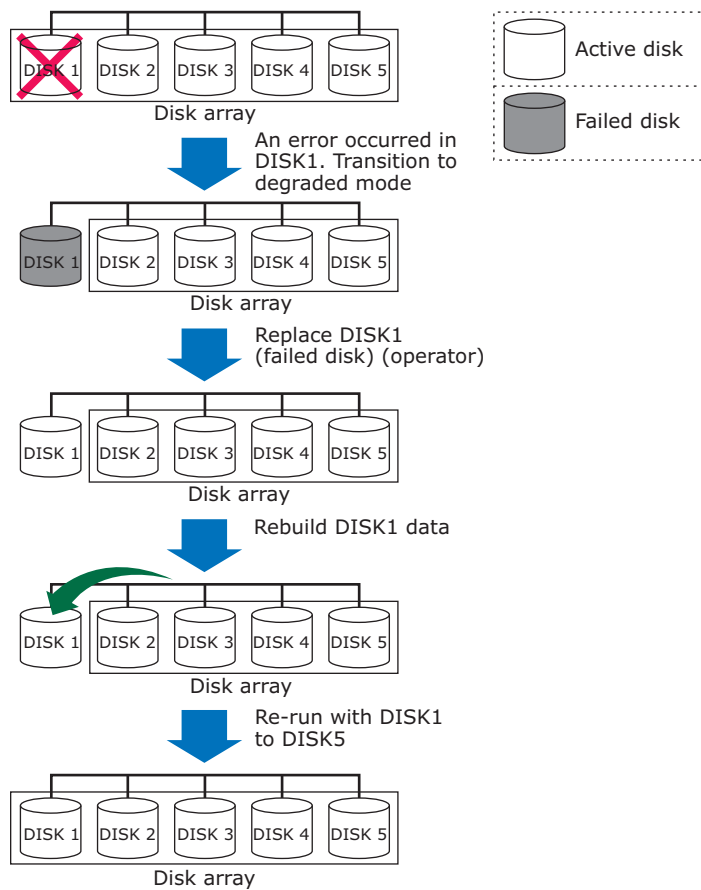 DISK 1 DISK 2 DISK 3 DISK 4 DISK 5
Disk array
Active disk
Failed disk
An error occurred in
DISK1. Transition to
degraded mode
DISK 1 DISK 2 DISK 3 DISK 4 DISK 5
Disk array
Replace DISK1
(failed disk) (operator)
DISK 1 DISK 2 DISK 3 DISK 4 DISK 5
Disk array
Rebuild DISK1 data
DISK 1 DISK 2 DISK 3 DISK 4 DISK 5
Disk array
Re-run with DISK1
to DISK5
DISK 1 DISK 2 DISK 3 DISK 4 DISK 5
Disk array